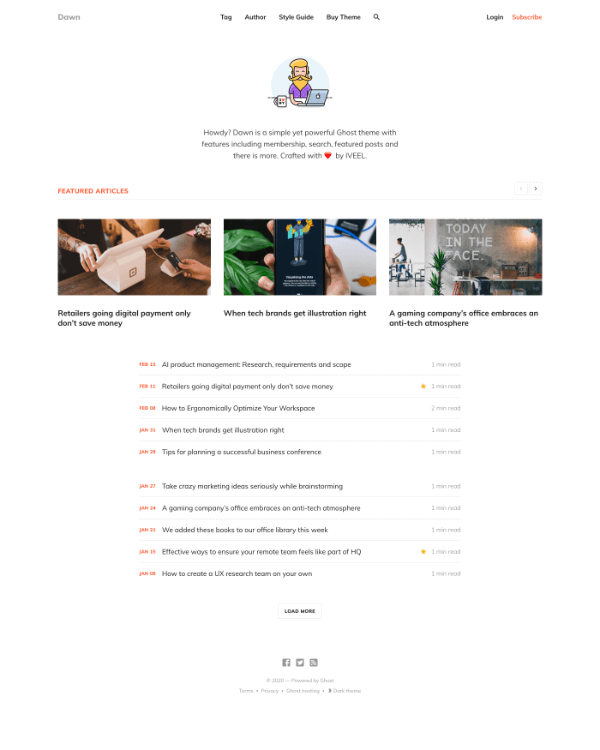 Dawn
Tag Author Style Guide Buy Theme
Login Subscribe
Howdy? Dawn is a simple yet powerful Ghost theme with
features including membership, search, featured posts and
there is more. Crafted with by IVEEL.
FEATURED ARTICLES
TODAY
IN THE
FACE.
Retailers going digital payment only
don't save money
When tech brands get illustration right
A gaming company's office embraces an
anti-tech atmosphere
AI product management: Research, requirements and scope 1 min read
FEB 11 Retailers going digital payment only don't save money 1 min read
FEB 08 How to Ergonomically Optimize Your Workspace 2 min read
JAN 31 When tech brands get illustration right 1 min read
Tips for planning a successful business conference 1 min read
JAN 27 Take crazy marketing ideas seriously while brainstorming 1 min read
JAN 24 A gaming company's office embraces an anti-tech atmosphere 1 min read
We added these books to our office library this week 1 min read
JAN 15 Effective ways to ensure your remote team feels like part of HQ 1 min read
JAN 08 How to create a UX research team on your own 1 min read
LOAD MORE
© 2020 — Powered by Ghost
Terms • Privacy • Ghost hosting • Dark theme